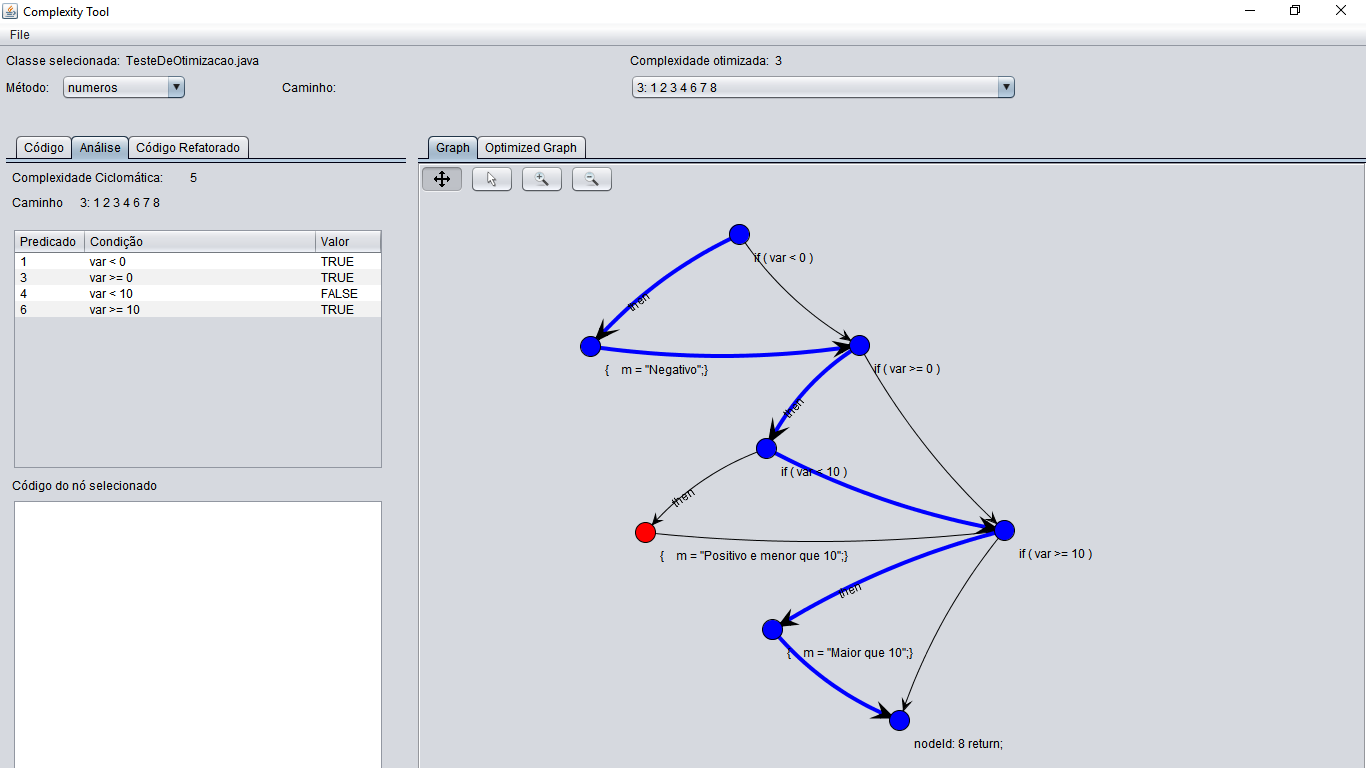 Complexity Tool
File
Classe selecionada: TesteDeOtimizacao.java
Complexidade otimizada: 3
Método: numeros
Caminho:
3: 1 2 3 4 6 7 8
Código Análise Código Refatorado
Graph Optimized Graph
Complexidade Ciclomática: 5
Caminho 3: 1 2 3 4 6 7 8
Predicado Condição Valor
1 var < 0 TRUE
3 var >= 0 TRUE
4 var < 10 FALSE
6 var >= 10 TRUE
Código do nó selecionado
if ( var < 0 )
then
{ m = "Negativo";}
if ( var >= 0 )
then
if ( var < 10 )
then
{ m = "Positivo e menor que 10";}
if ( var >= 10 )
then
{ m = "Maior que 10";}
nodeId: 8 return;